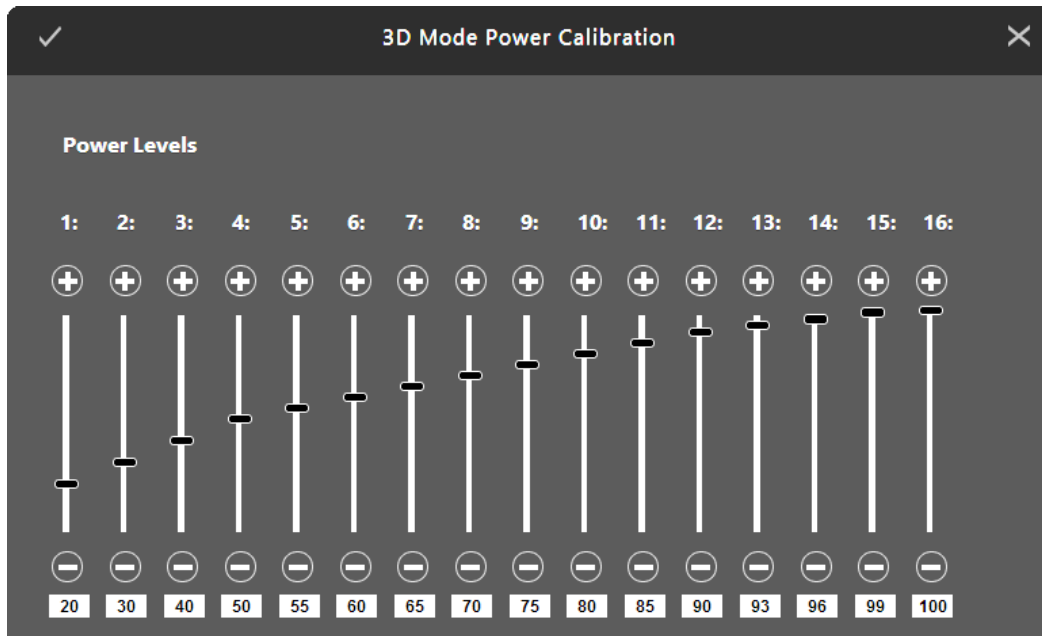 3D Mode Power Calibration
Power Levels
1: 2: 3: 4: 5: 6: 7: 8: 9: 10: 11: 12: 13: 14: 15: 16:
20 30 40 50 55 60 65 70 75 80 85 90 93 96 99 100